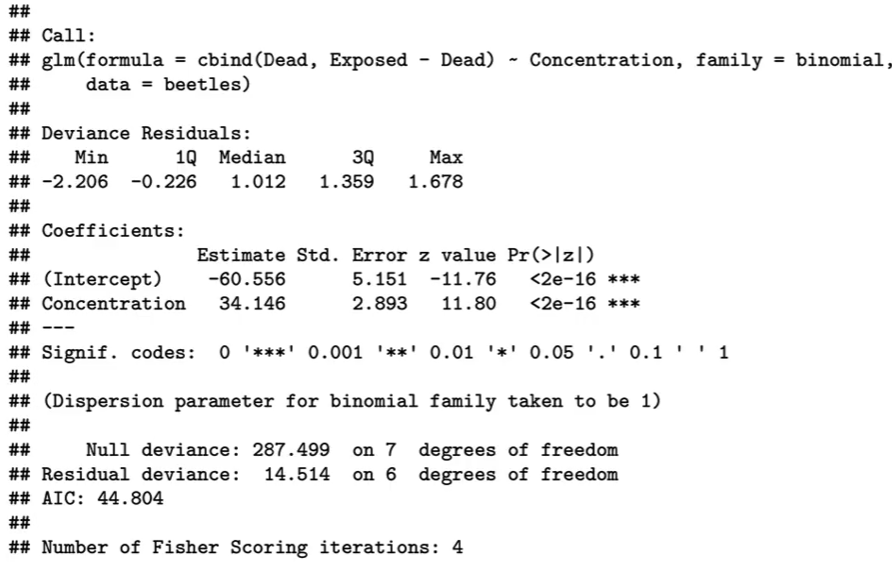 ##
## Call:
## glm(formula = cbind(Dead, Exposed - Dead) ~ Concentration, family = binomial,
##     data = beetles)
##
## Deviance Residuals:
##    Min      1Q  Median      3Q     Max
## -2.206  -0.226   1.012   1.359   1.678
##
## Coefficients:
##               Estimate Std. Error z value Pr(>|z|)
## (Intercept)    -60.556      5.151  -11.76   <2e-16 ***
## Concentration   34.146      2.893   11.80   <2e-16 ***
## ---
## Signif. codes:  0 '***' 0.001 '**' 0.01 '*' 0.05 '.' 0.1 ' ' 1
##
## (Dispersion parameter for binomial family taken to be 1)
##
##     Null deviance: 287.499  on 7  degrees of freedom
## Residual deviance:  14.514  on 6  degrees of freedom
## AIC: 44.804
##
## Number of Fisher Scoring iterations: 4